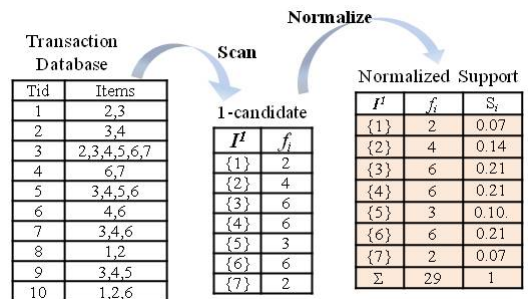 Transaction
Database
Tid Items
1 2,3
2 3,4
3 2,3,4,5,6,7
4 6,7
5 3,4,5,6
6 4,6
7 3,4,6
8 1,2
9 3,4,5
10 1,2,6
Scan
1-candidate
I¹ fᵢ
{1} 2
{2} 4
{3} 6
{4} 6
{5} 3
{6} 6
{7} 2
Normalize
Normalized Support
I¹ fᵢ Sᵢ
{1} 2 0.07
{2} 4 0.14
{3} 6 0.21
{4} 6 0.21
{5} 3 0.10.
{6} 6 0.21
{7} 2 0.07
Σ 29 1